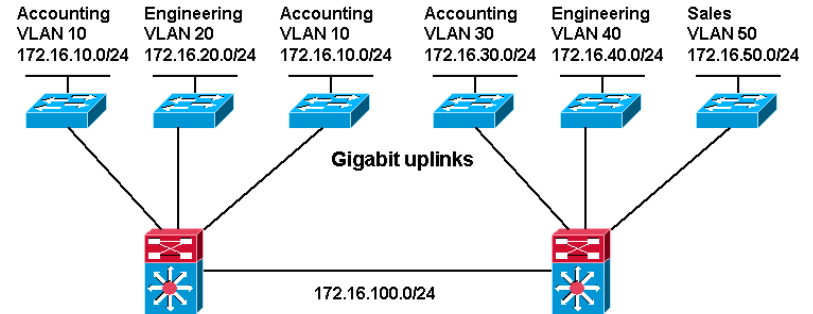 Accounting
VLAN 10
172.16.10.0/24
Engineering
VLAN 20
172.16.20.0/24
Accounting
VLAN 10
172.16.10.0/24
Accounting
VLAN 30
172.16.30.0/24
Engineering
VLAN 40
172.16.40.0/24
Sales
VLAN 50
172.16.50.0/24
Gigabit uplinks
172.16.100.0/24